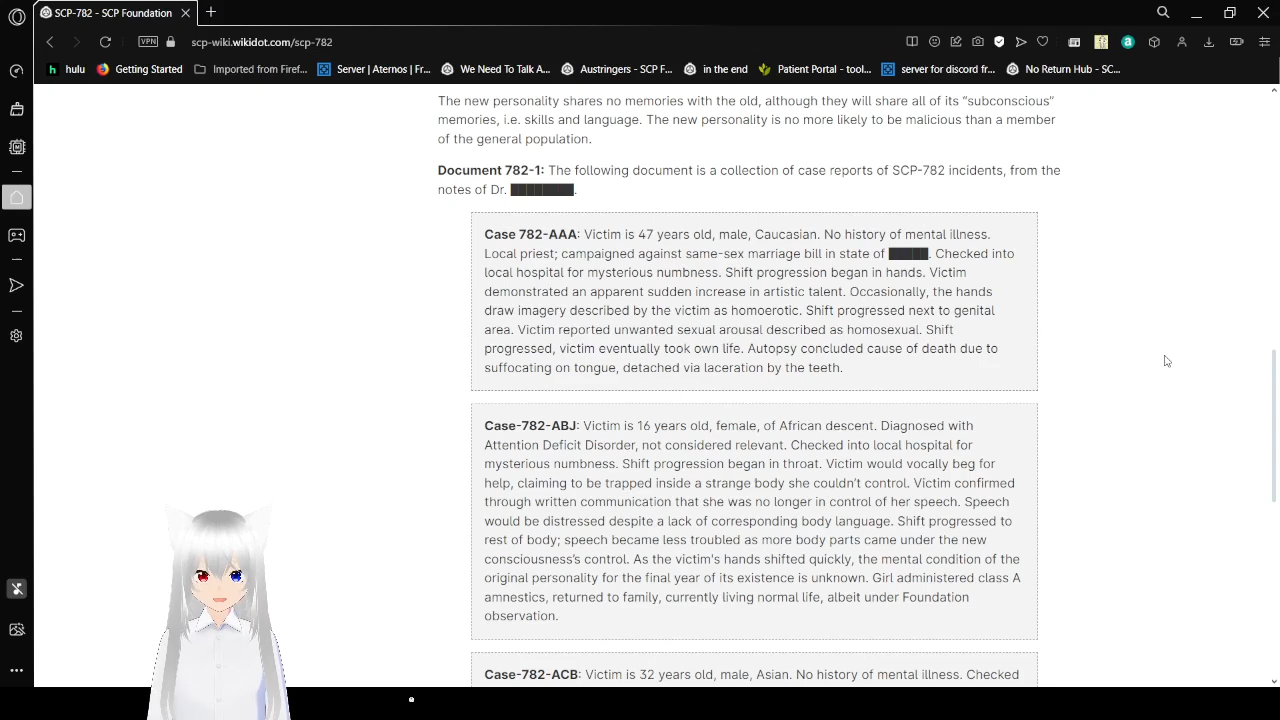 SCP-782 - SCP Foundation
VPN
scp-wiki.wikidot.com/scp-782
h hulu
Getting Started
Imported from Firef...
Server | Aternos | Fr...
We Need To Talk A...
Austringers - SCP F...
in the end
Patient Portal - tool...
server for discord fr...
No Return Hub - SC...
The new personality shares no memories with the old, although they will share all of its “subconscious”
memories, i.e. skills and language. The new personality is no more likely to be malicious than a member
of the general population.
Document 782-1: The following document is a collection of case reports of SCP-782 incidents, from the
notes of Dr. ████████.
Case 782-AAA: Victim is 47 years old, male, Caucasian. No history of mental illness.
Local priest; campaigned against same-sex marriage bill in state of █████. Checked into
local hospital for mysterious numbness. Shift progression began in hands. Victim
demonstrated an apparent sudden increase in artistic talent. Occasionally, the hands
draw imagery described by the victim as homoerotic. Shift progressed next to genital
area. Victim reported unwanted sexual arousal described as homosexual. Shift
progressed, victim eventually took own life. Autopsy concluded cause of death due to
suffocating on tongue, detached via laceration by the teeth.
Case-782-ABJ: Victim is 16 years old, female, of African descent. Diagnosed with
Attention Deficit Disorder, not considered relevant. Checked into local hospital for
mysterious numbness. Shift progression began in throat. Victim would vocally beg for
help, claiming to be trapped inside a strange body she couldn’t control. Victim confirmed
through written communication that she was no longer in control of her speech. Speech
would be distressed despite a lack of corresponding body language. Shift progressed to
rest of body; speech became less troubled as more body parts came under the new
consciousness’s control. As the victim's hands shifted quickly, the mental condition of the
original personality for the final year of its existence is unknown. Girl administered class A
amnestics, returned to family, currently living normal life, albeit under Foundation
observation.
Case-782-ACB: Victim is 32 years old, male, Asian. No history of mental illness. Checked